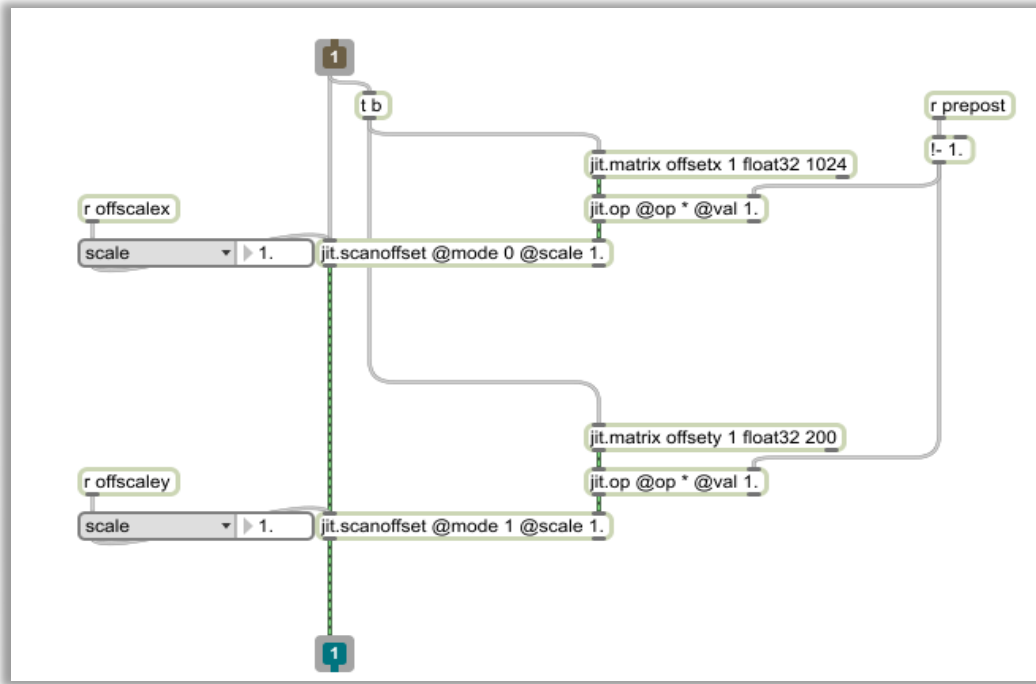 1
t b
r prepost
!- 1.
jit.matrix offsetx 1 float32 1024
r offscalex
jit.op @op * @val 1.
scale 1.
jit.scanoffset @mode 0 @scale 1.
jit.matrix offsety 1 float32 200
r offscaley
jit.op @op * @val 1.
scale 1.
jit.scanoffset @mode 1 @scale 1.
1